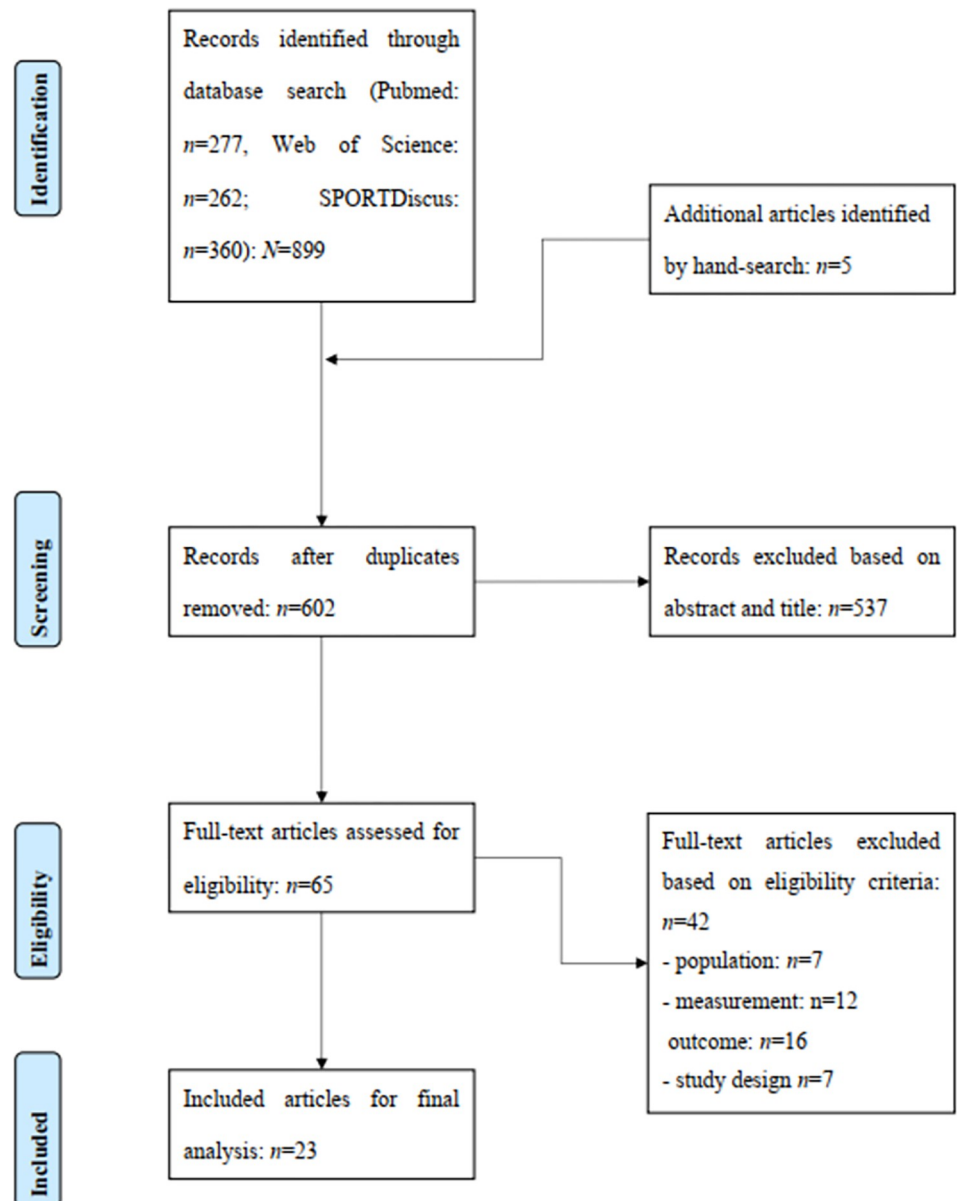 Identification
Records identified through
database search (Pubmed:
n=277, Web of Science:
n=262; SPORTDiscus:
n=360): N=899
Additional articles identified
by hand-search: n=5
Screening
Records after duplicates
removed: n=602
Records excluded based on
abstract and title: n=537
Eligibility
Full-text articles assessed for
eligibility: n=65
Full-text articles excluded
based on eligibility criteria:
n=42
- population: n=7
- measurement: n=12
outcome: n=16
- study design n=7
Included
Included articles for final
analysis: n=23